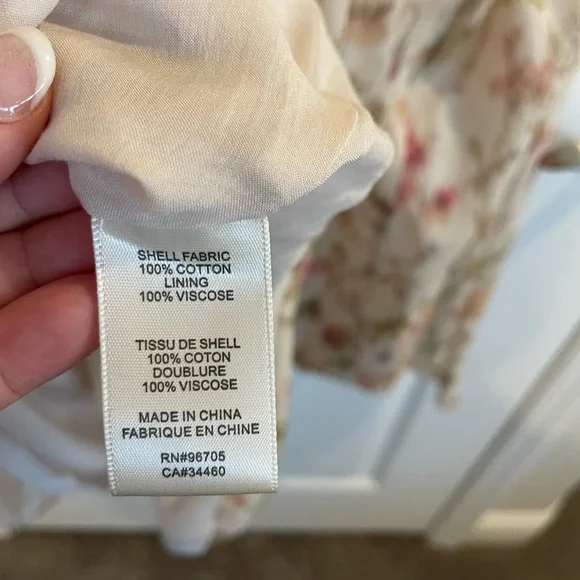 SHELL FABRIC
100% COTTON
LINING
100% VISCOSE
TISSU DE SHELL
100% COTON
DOUBLURE
100% VISCOSE
MADE IN CHINA
FABRIQUE EN CHINE
RN#96705
CA#34460